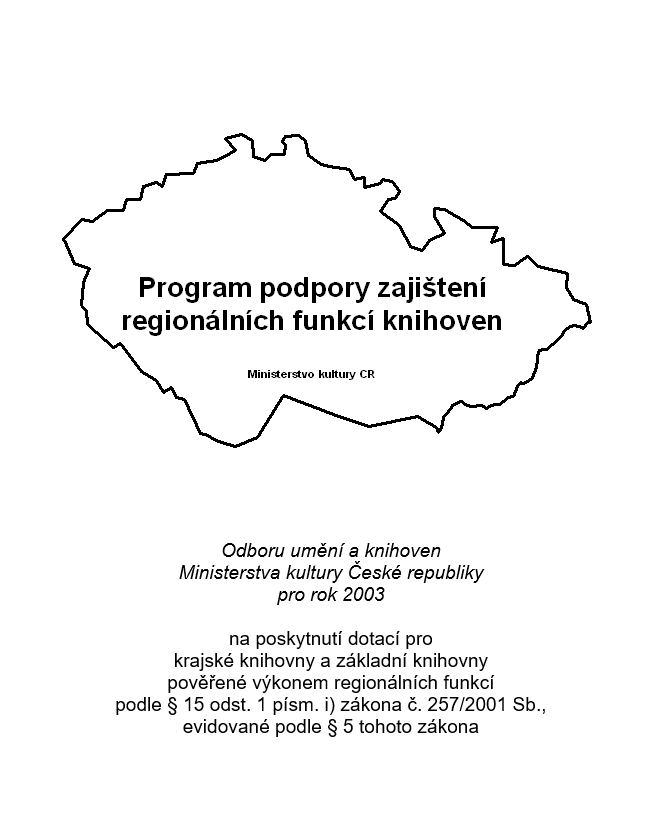 Program podpory zajištení
regionálních funkcí knihoven
Ministerstvo kultury CR
Odboru umění a knihoven
Ministerstva kultury České republiky
pro rok 2003
na poskytnutí dotací pro
krajské knihovny a základní knihovny
pověřené výkonem regionálních funkcí
podle § 15 odst. 1 písm. i) zákona č. 257/2001 Sb.,
evidované podle § 5 tohoto zákona